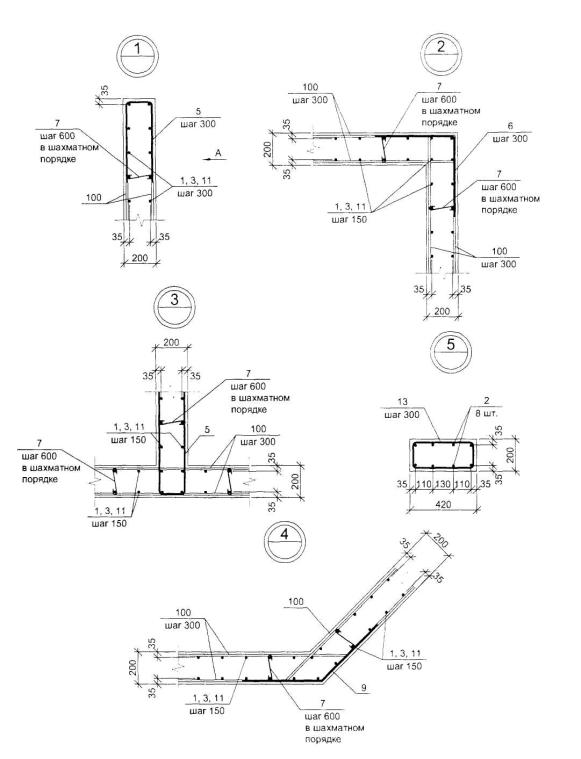 1
35
7
шаг 600
в шахматном
порядке
5
шаг 300
А
1, 3, 11
шаг 300
100
35
35
200
2
100
шаг 300
7
шаг 600
в шахматном
порядке
35
200
35
6
шаг 300
7
шаг 600
в шахматном
порядке
1, 3, 11
шаг 150
100
шаг 300
35
35
200
3
200
35
35
7
шаг 600
в шахматном
порядке
1, 3, 11
шаг 150
5
100
шаг 300
7
шаг 600
в шахматном
порядке
35
200
35
1, 3, 11
шаг 150
5
13
шаг 300
2
8 шт.
35
200
35
35
110
130
110
35
420
4
35
200
35
100
100
шаг 300
35
200
35
1, 3, 11
шаг 150
1, 3, 11
шаг 150
9
7
шаг 600
в шахматном
порядке